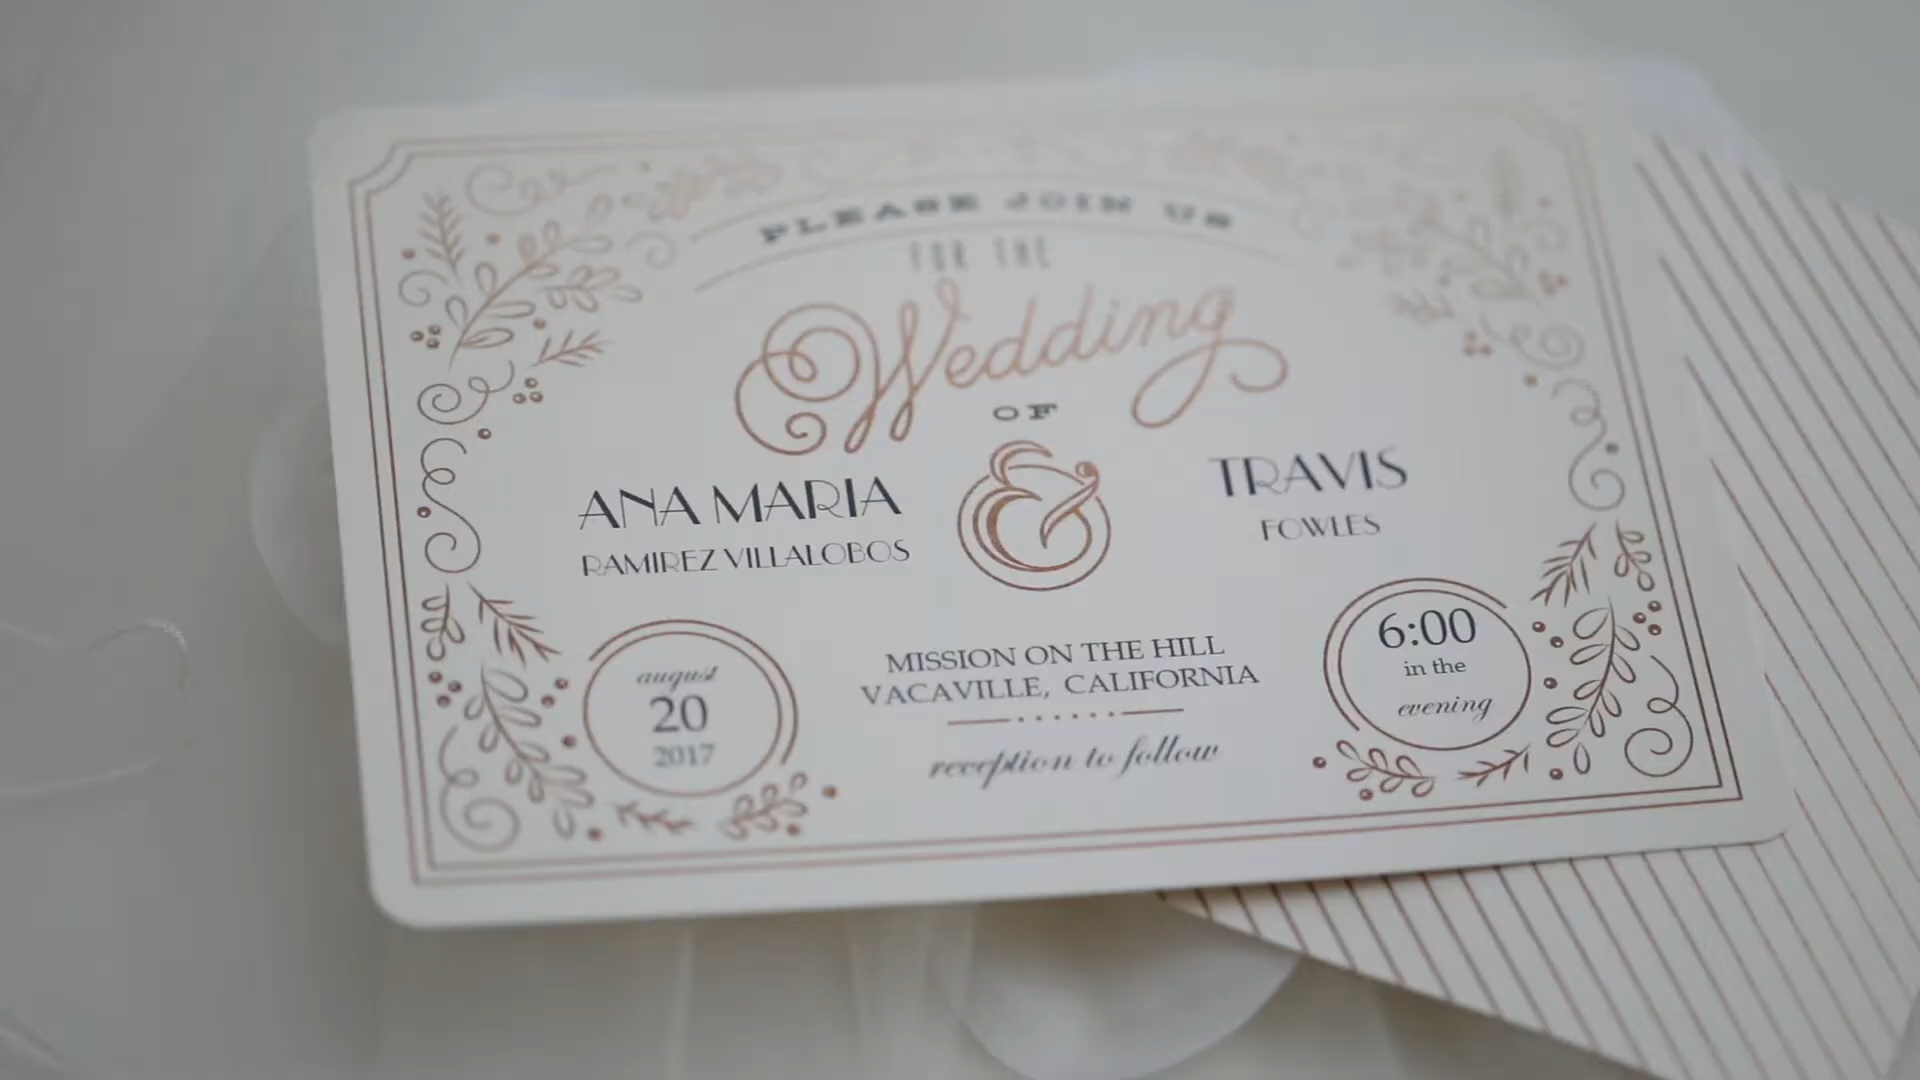 PLEASE JOIN US
FOR THE
Wedding
OF
ANA MARIA
RAMIREZ VILLALOBOS
&
TRAVIS
FOWLES
august
20
2017
MISSION ON THE HILL
VACAVILLE, CALIFORNIA
reception to follow
6:00
in the
evening